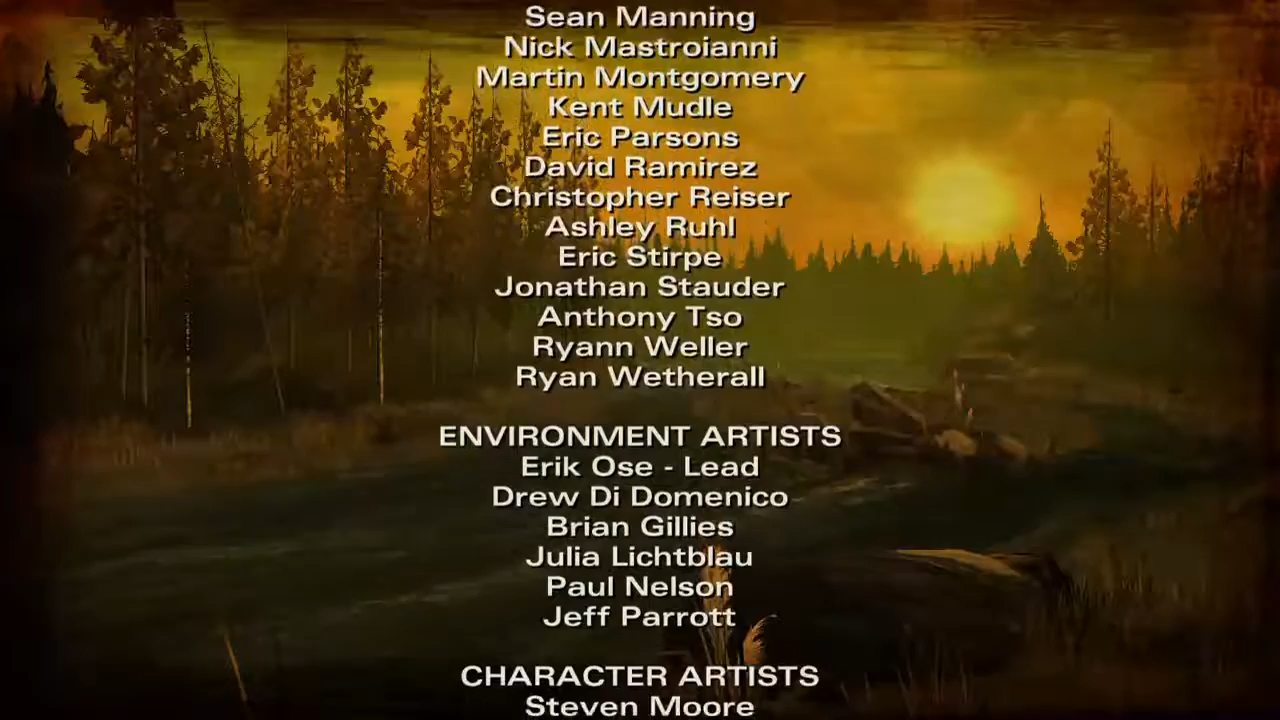 Sean Manning
Nick Mastroianni
Martin Montgomery
Kent Mudle
Eric Parsons
David Ramirez
Christopher Reiser
Ashley Ruhl
Eric Stirpe
Jonathan Stauder
Anthony Tso
Ryann Weller
Ryan Wetherall
ENVIRONMENT ARTISTS
Erik Ose - Lead
Drew Di Domenico
Brian Gillies
Julia Lichtblau
Paul Nelson
Jeff Parrott
CHARACTER ARTISTS
Steven Moore